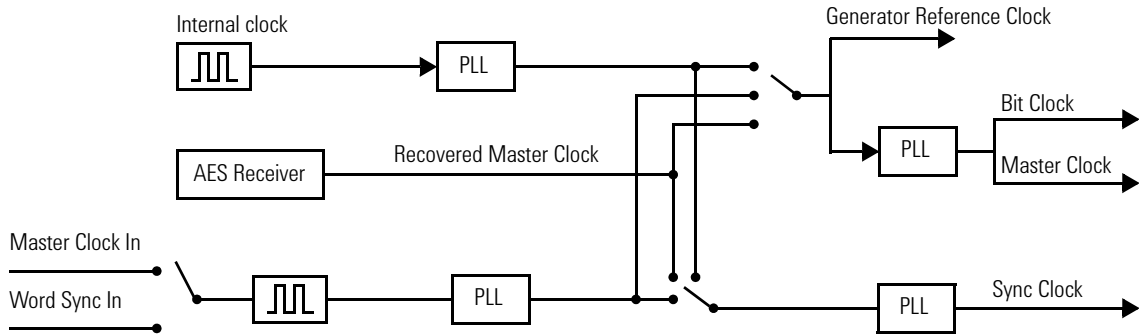 Internal clock
Generator Reference Clock
PLL
Bit Clock
PLL
AES Receiver
Recovered Master Clock
Master Clock
Master Clock In
Word Sync In
PLL
PLL
Sync Clock